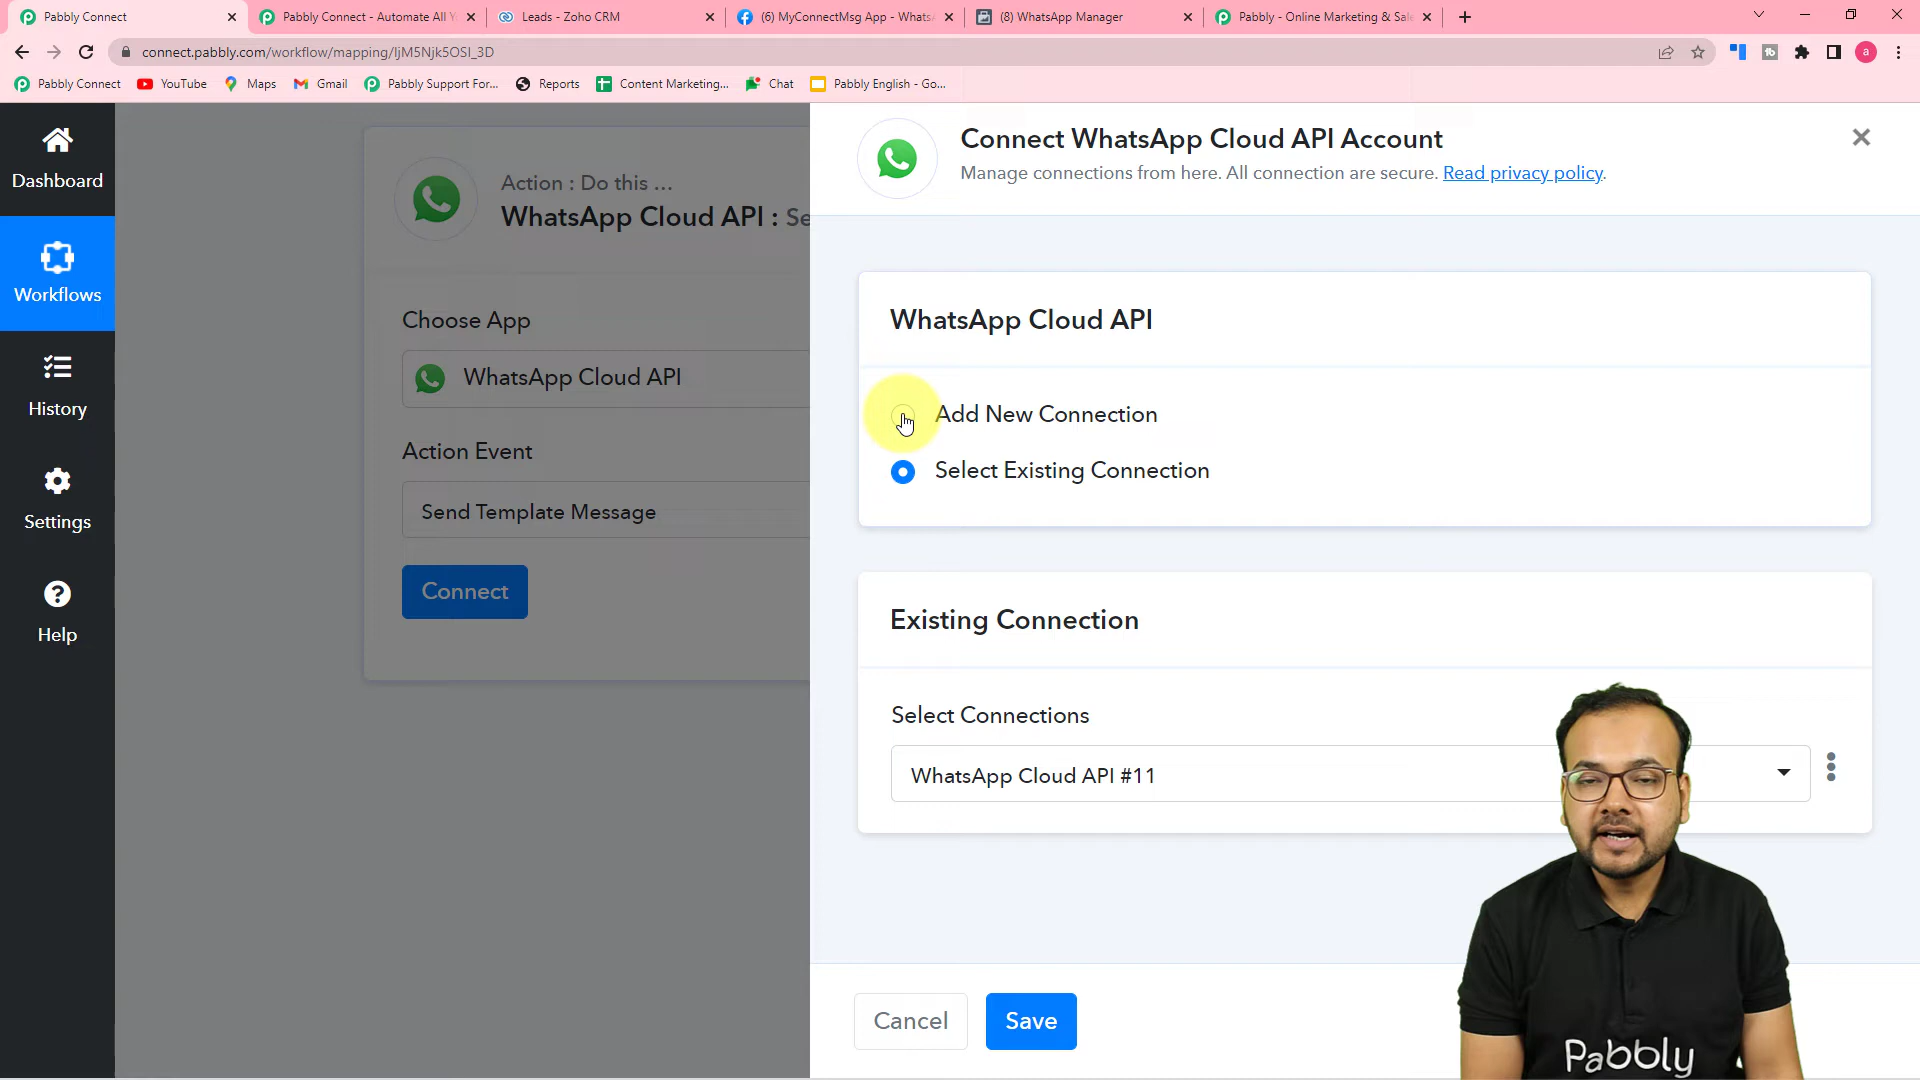 Pabbly Connect
Pabbly Connect - Automate All Y
Leads - Zoho CRM
(6) MyConnectMsg App - WhatsA
(8) WhatsApp Manager
Pabbly - Online Marketing & Sale
connect.pabbly.com/workflow/mapping/IjM5Njk5OSI_3D
a
Pabbly Connect
YouTube
Maps
Gmail
Pabbly Support For...
Reports
Content Marketing...
Chat
Pabbly English - Go...
Dashboard
Workflows
History
Settings
Help
Action : Do this ...
WhatsApp Cloud API : Se
Choose App
WhatsApp Cloud API
Action Event
Send Template Message
Connect
Connect WhatsApp Cloud API Account
Manage connections from here. All connection are secure. Read privacy policy.
WhatsApp Cloud API
Add New Connection
Select Existing Connection
Existing Connection
Select Connections
WhatsApp Cloud API #11
Cancel
Save
Pabbly